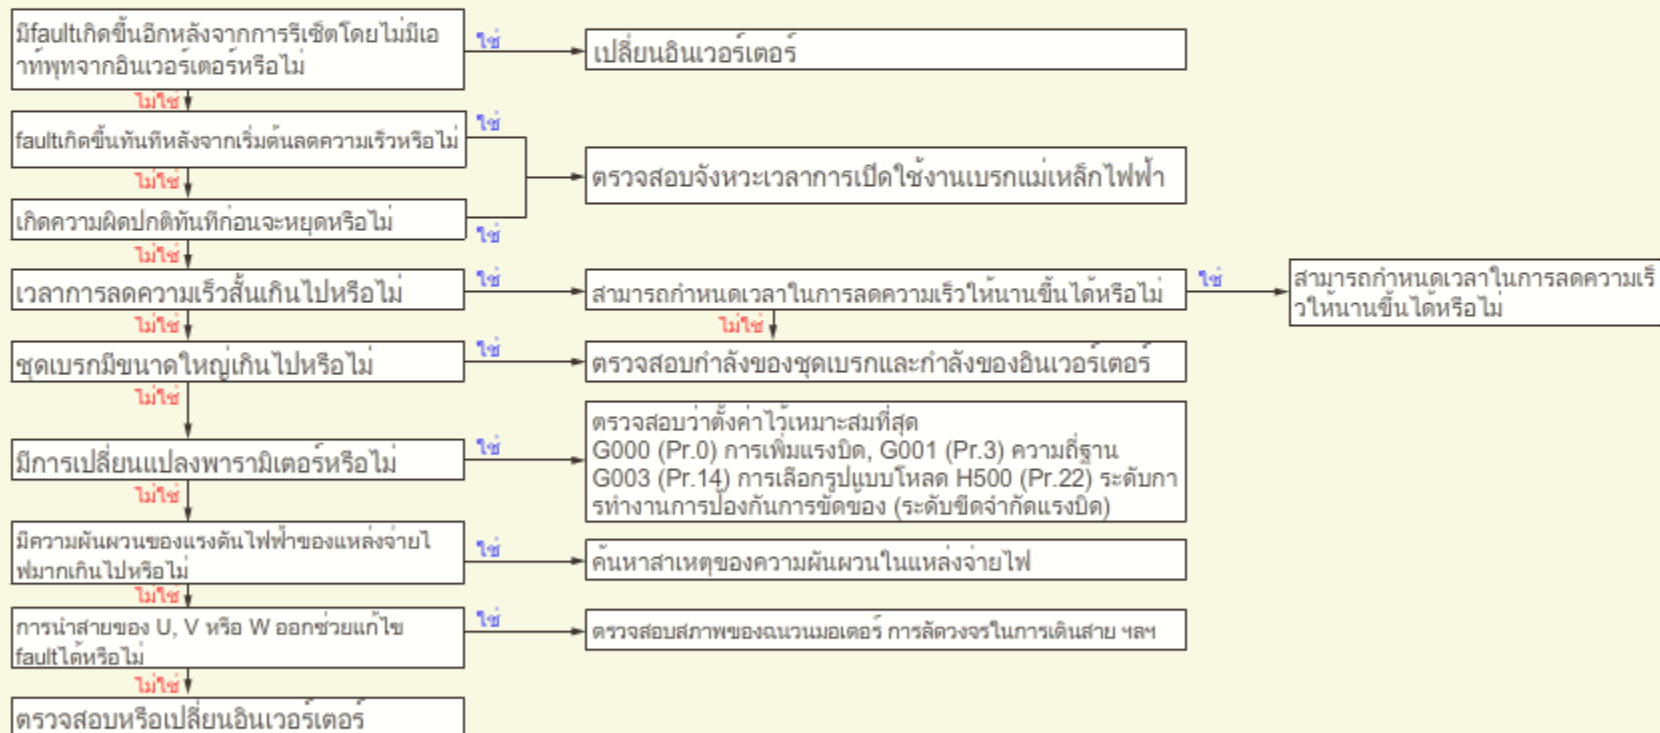 มีfaultเกิดขึ้นอีกหลังจากการรีเซ็ตโดยไม่มีเอ
าท์พุทจากอินเวอร์เตอร์หรือไม่
ใช่
เปลี่ยนอินเวอร์เตอร์
ไม่ใช่
faultเกิดขึ้นทันทีหลังจากเริ่มต้นลดความเร็วหรือไม่
ใช่
ตรวจสอบจังหวะเวลาการเปิดใช้งานเบรกแม่เหล็กไฟฟ้า
ไม่ใช่
เกิดความผิดปกติทันทีก่อนจะหยุดหรือไม่
ใช่
ไม่ใช่
เวลาการลดความเร็วสั้นเกินไปหรือไม่
ใช่
สามารถกำหนดเวลาในการลดความเร็วให้นานขึ้นได้หรือไม่
ใช่
สามารถกำหนดเวลาในการลดความเร็
วให้นานขึ้นได้หรือไม่
ไม่ใช่
ไม่ใช่
ชุดเบรกมีขนาดใหญ่เกินไปหรือไม่
ใช่
ตรวจสอบกำลังของชุดเบรกและกำลังของอินเวอร์เตอร์
ไม่ใช่
มีการเปลี่ยนแปลงพารามิเตอร์หรือไม่
ใช่
ตรวจสอบว่าตั้งค่าไว้เหมาะสมที่สุด
G000 (Pr.0) การเพิ่มแรงบิด, G001 (Pr.3) ความถี่ฐาน
G003 (Pr.14) การเลือกรูปแบบโหลด H500 (Pr.22) ระดับกา
รทำงานการป้องกันการขัดข้อง (ระดับขีดจำกัดแรงบิด)
ไม่ใช่
มีความผันผวนของแรงดันไฟฟ้าของแหล่งจ่ายไ
ฟมากเกินไปหรือไม่
ใช่
ค้นหาสาเหตุของความผันผวนในแหล่งจ่ายไฟ
ไม่ใช่
การนำสายของ U, V หรือ W ออกช่วยแก้ไข
faultได้หรือไม่
ใช่
ตรวจสอบสภาพของฉนวนมอเตอร์ การลัดวงจรในการเดินสาย ฯลฯ
ไม่ใช่
ตรวจสอบหรือเปลี่ยนอินเวอร์เตอร์